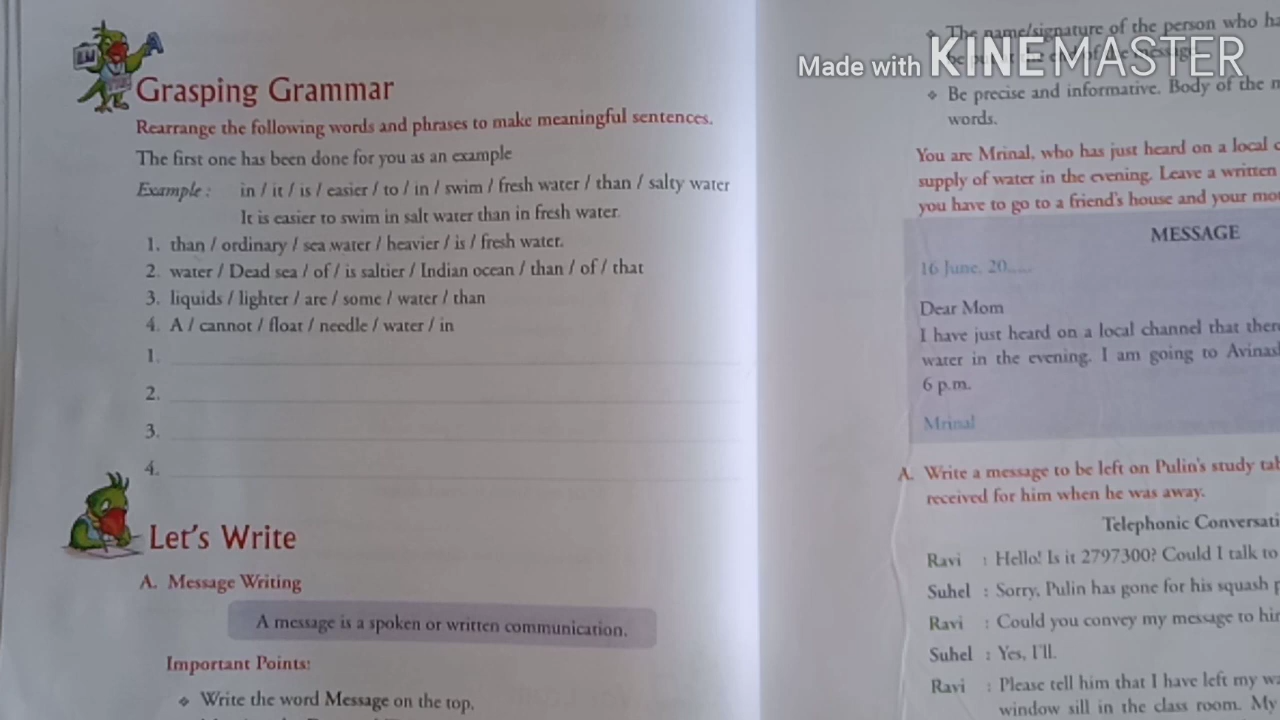 Grasping Grammar
Rearrange the following words and phrases to make meaningful sentences.
The first one has been done for you as an example
Example : in / it / is / easier / to / in / swim / fresh water / than / salty water
It is easier to swim in salt water than in fresh water.
1. than / ordinary / sea water / heavier / is / fresh water.
2. water / Dead sea / of / is saltier / Indian ocean / than / of / that
3. liquids / lighter / are / some / water / than
4. A / cannot / float / needle / water / in
1.
2.
3.
4.
Let's Write
A. Message Writing
A message is a spoken or written communication.
Important Points:
❖ Write the word Message on the top,
Made with KINEMASTER
❖ The name/signature of the person who
❖ Be precise and informative. Body of the
words.
You are Mrinal, who has just heard on a local
supply of water in the evening. Leave a written
you have to go to a friend's house and your
MESSAGE
16 June, 20.....
Dear Mom
I have just heard on a local channel that
water in the evening. I am going to
6 p.m.
Mrinal
A. Write a message to be left on Pulin's study
received for him when he was away.
Telephonic
Ravi : Hello! Is it 2797300? Could I talk to
Suhel : Sorry, Pulin has gone for his squash
Ravi : Could you convey my message to
Suhel : Yes, I'll.
Ravi : Please tell him that I have left my
window sill in the class room. My